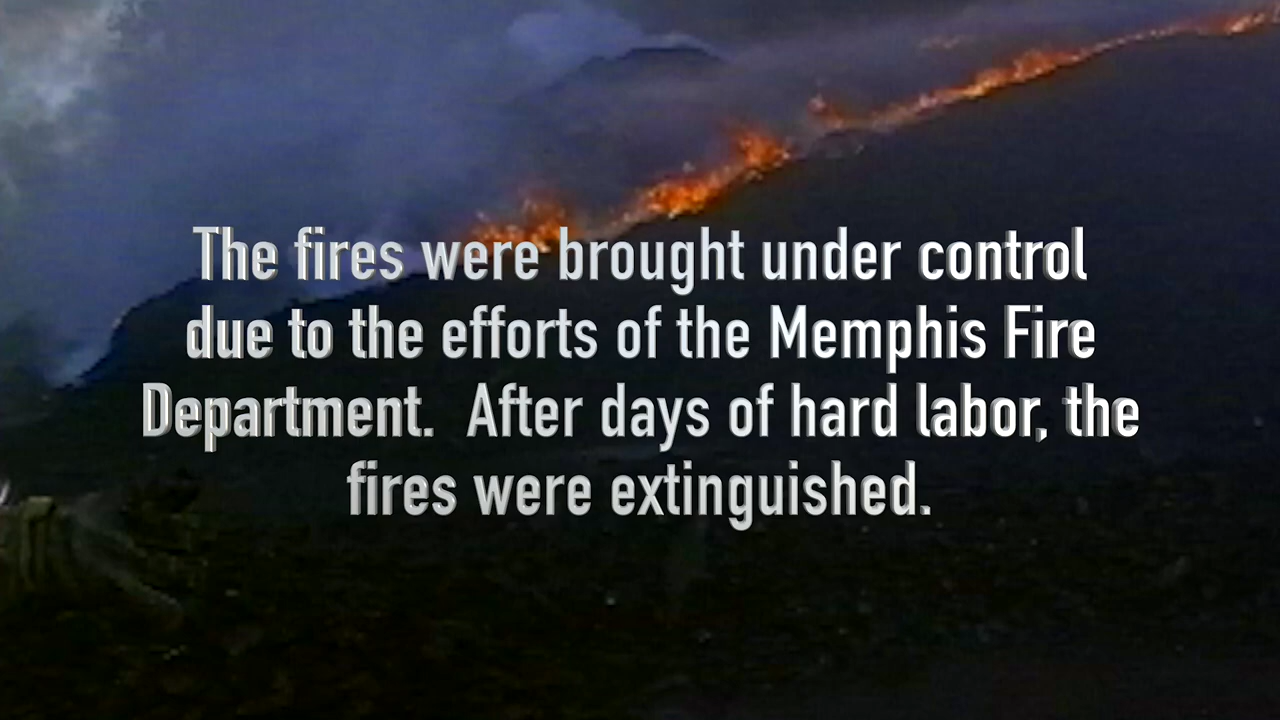 The fires were brought under control
due to the efforts of the Memphis Fire
Department.  After days of hard labor, the
fires were extinguished.